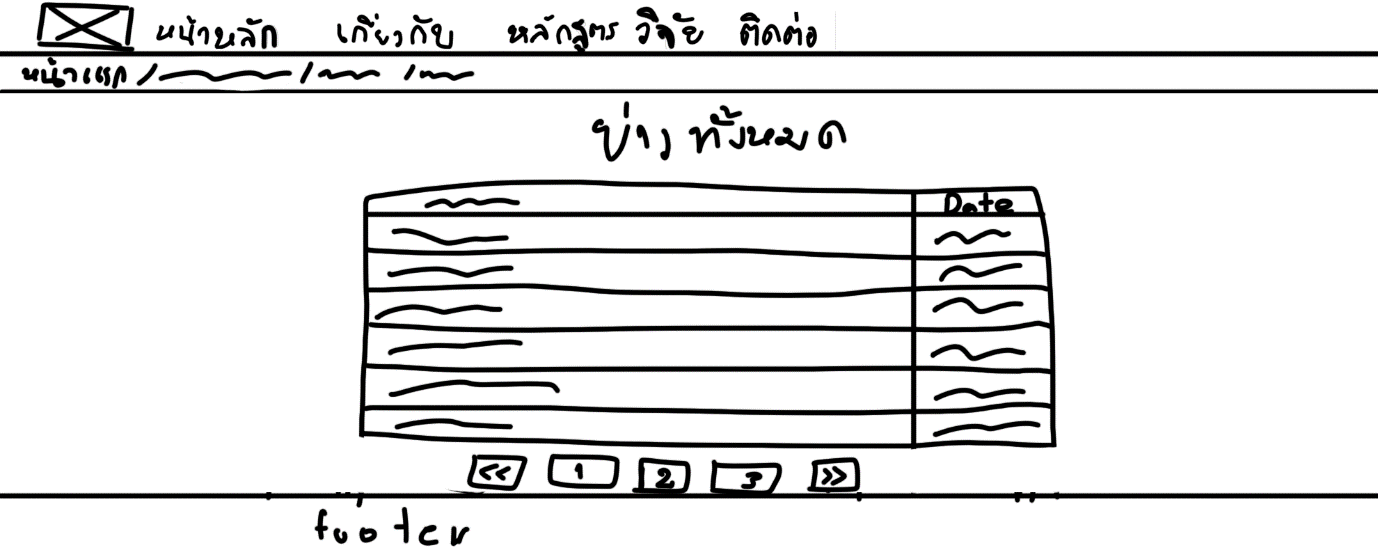 หน้าหลัก เกี่ยวกับ หลักสูตร วิจัย ติดต่อ
หน้าแรก / / /
ข่าวทั้งหมด
Date
<< 1 2 3 >>
footer